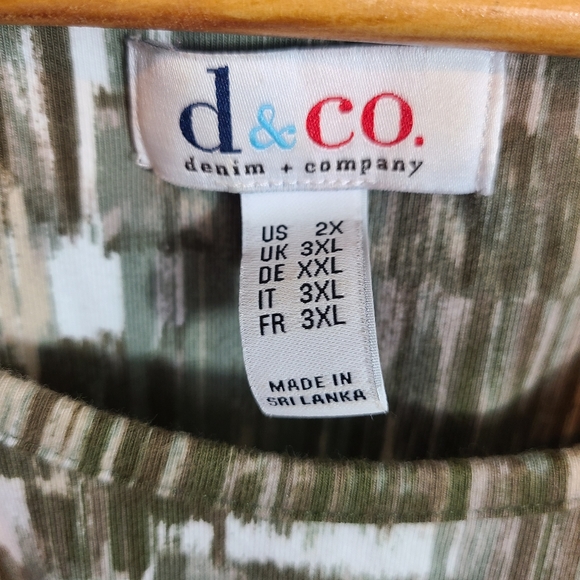 d&co.
denim + company
US 2X
UK 3XL
DE XXL
IT 3XL
FR 3XL
MADE IN
SRI LANKA